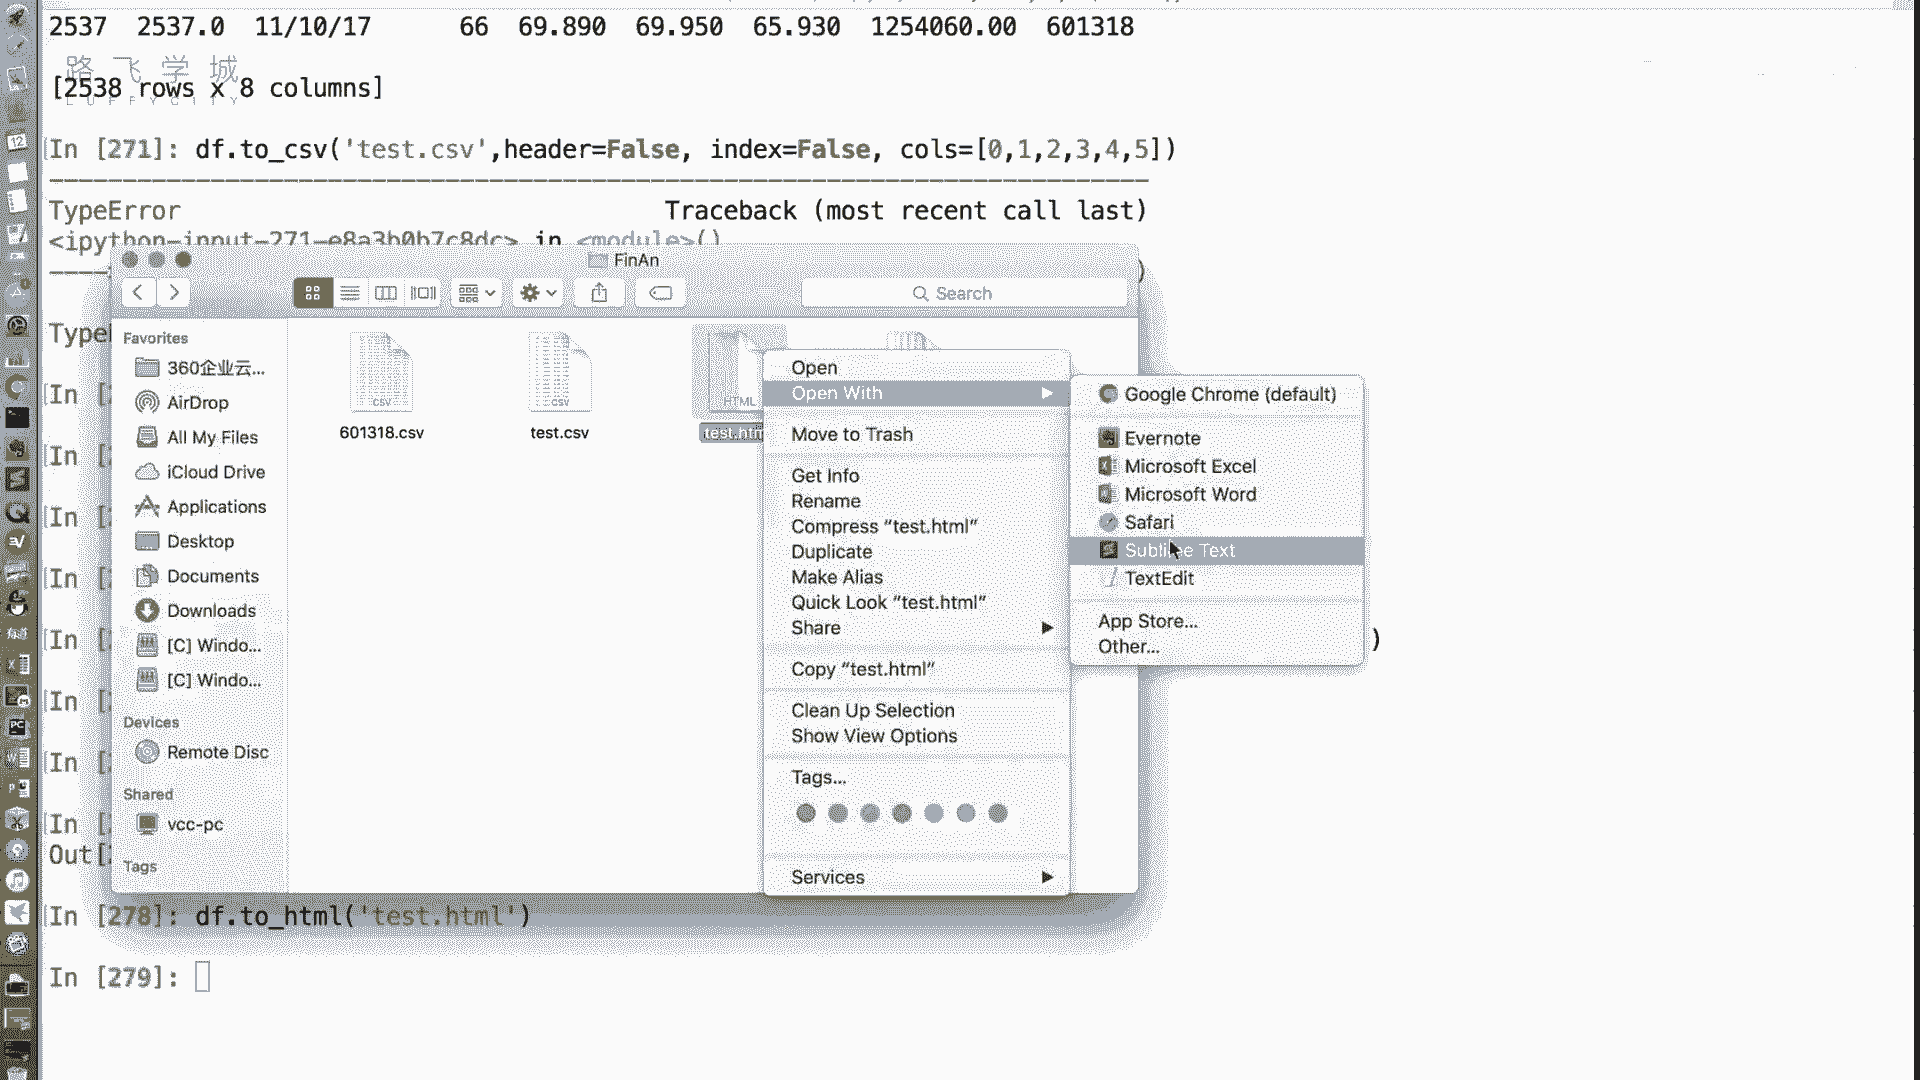 2537 2537.0 11/10/17 66 69.890 69.950 65.930 1254060.00 601318
路飞学城
LUFFYCITY
[2538 rows x 8 columns]
In [271]: df.to_csv('test.csv',header=False, index=False, cols=[0,1,2,3,4,5])
TypeError Traceback (most recent call last)
<ipython-input-271-e8a3b0b7c8dc> in <module>()
FinAn
Search
Favorites
360企业云...
AirDrop
All My Files
iCloud Drive
Applications
Desktop
Documents
Downloads
[C] Windo...
[C] Windo...
Devices
Remote Disc
Shared
vcc-pc
Tags
CSV
601318.csv
CSV
test.csv
HTML
Open
Open With
Move to Trash
Get Info
Rename
Compress “test.html”
Duplicate
Make Alias
Quick Look “test.html”
Share
Copy “test.html”
Clean Up Selection
Show View Options
Tags...
Services
Google Chrome (default)
Evernote
Microsoft Excel
Microsoft Word
Safari
Sublime Text
TextEdit
App Store...
Other...
In [
In [
In [
In [
In [
In [
In [
In [
Out[
In [278]: df.to_html('test.html')
In [279]: